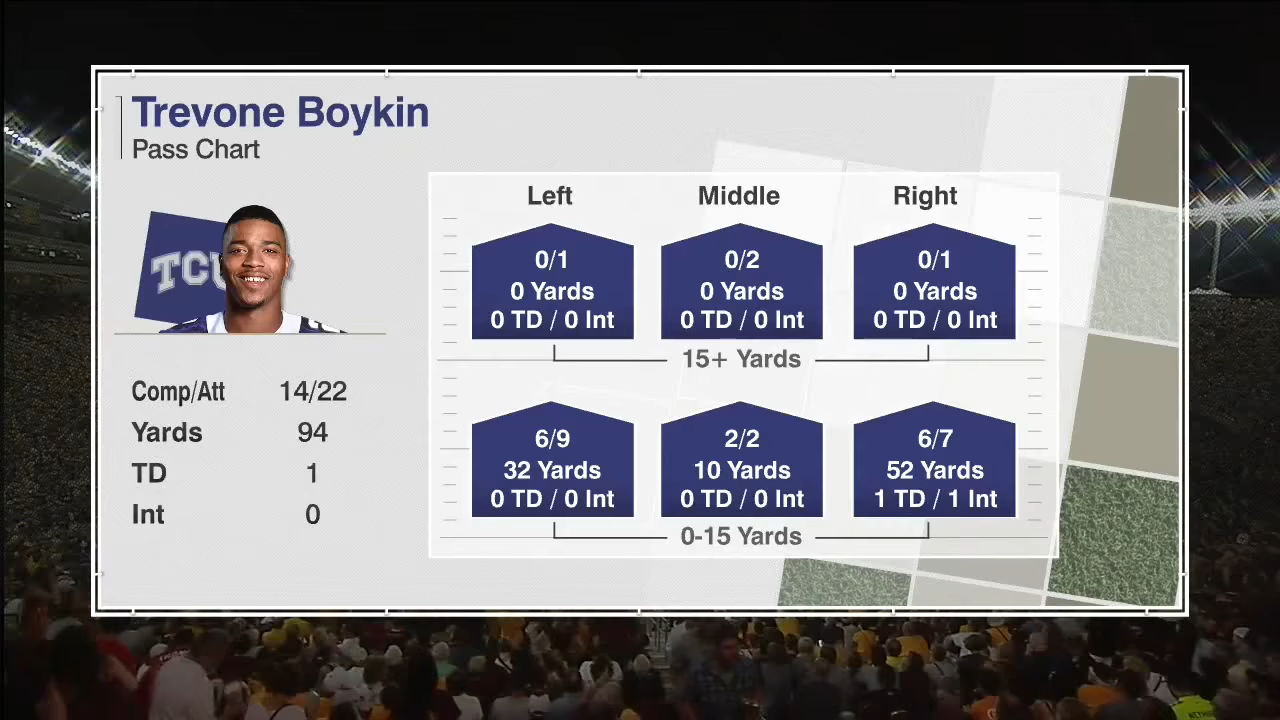 Trevone Boykin
Pass Chart
TCU
Comp/Att 14/22
Yards 94
TD 1
Int 0
Left Middle Right
0/1 0/2 0/1
0 Yards 0 Yards 0 Yards
0 TD / 0 Int 0 TD / 0 Int 0 TD / 0 Int
15+ Yards
6/9 2/2 6/7
32 Yards 10 Yards 52 Yards
0 TD / 0 Int 0 TD / 0 Int 1 TD / 1 Int
0-15 Yards